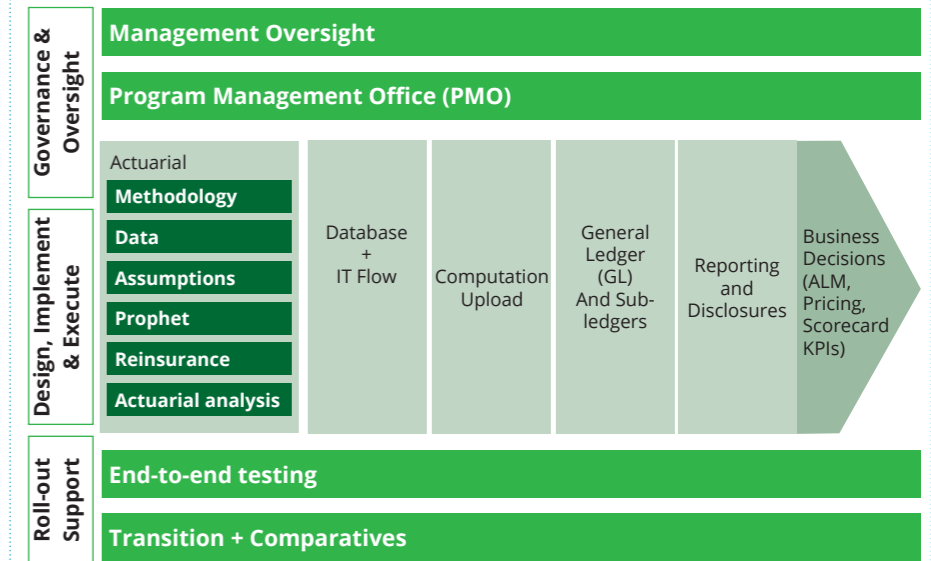 Governance &
Oversight
Management Oversight
Program Management Office (PMO)
Design, Implement
& Execute
Actuarial
Methodology
Data
Assumptions
Prophet
Reinsurance
Actuarial analysis
Database
+
IT Flow
Computation
Upload
General
Ledger
(GL)
And Sub-
ledgers
Reporting
and
Disclosures
Business
Decisions
(ALM,
Pricing,
Scorecard
KPIs)
Roll-out
Support
End-to-end testing
Transition + Comparatives